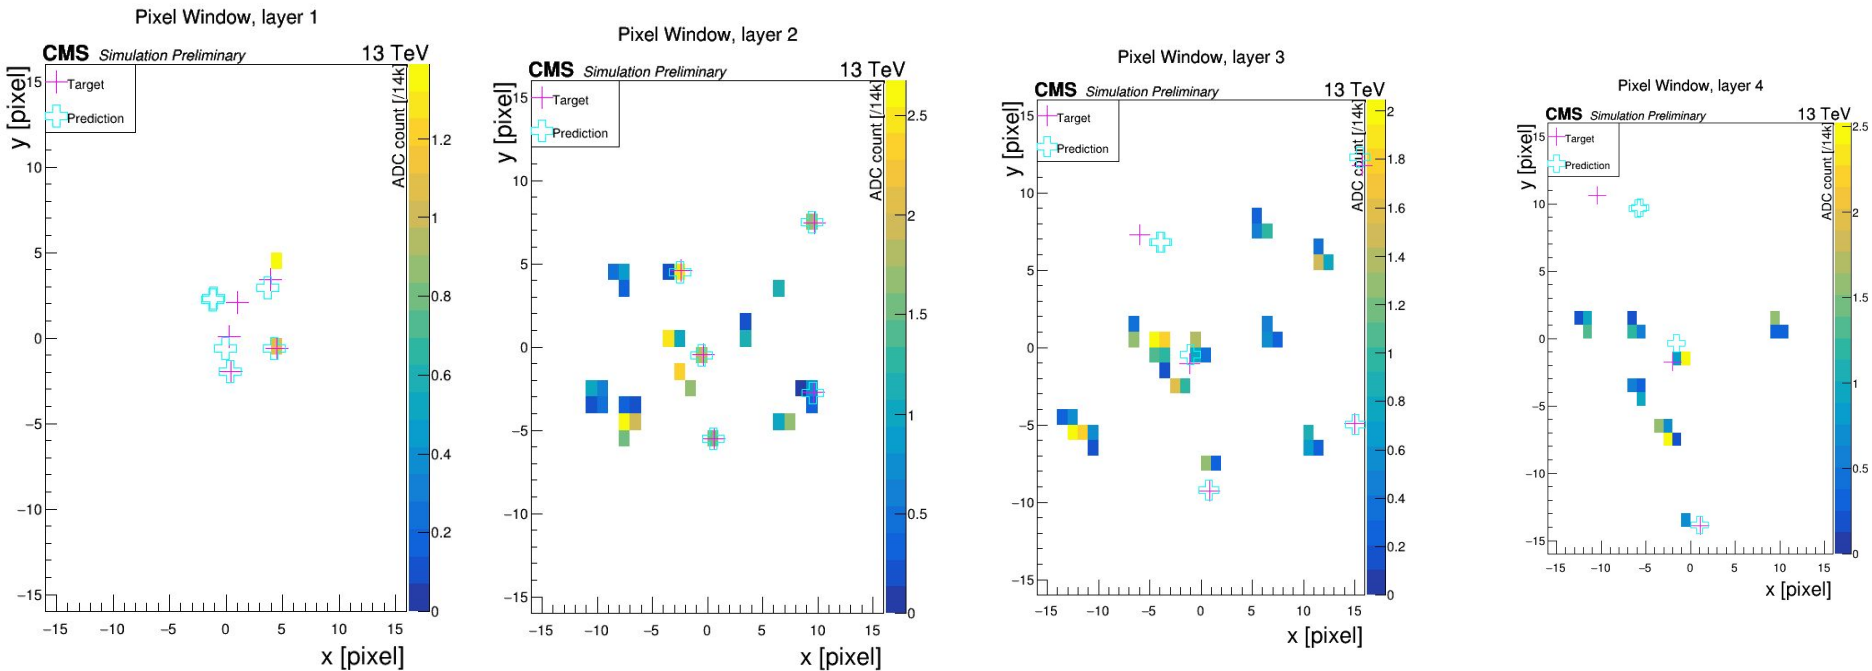 Pixel Window, layer 1
CMS Simulation Preliminary 13 TeV
Target
Prediction
y [pixel]
15
10
5
0
−5
−10
−15
−15 −10 −5 0 5 10 15
x [pixel]
ADC count [/14k]
1.2
1
0.8
0.6
0.4
0.2
0
Pixel Window, layer 2
CMS Simulation Preliminary 13 TeV
Target
Prediction
y [pixel]
15
10
5
0
−5
−10
−15
−15 −10 −5 0 5 10 15
x [pixel]
ADC count [/14k]
2.5
2
1.5
1
0.5
0
Pixel Window, layer 3
CMS Simulation Preliminary 13 TeV
Target
Prediction
y [pixel]
15
10
5
0
−5
−10
−15
−15 −10 −5 0 5 10 15
x [pixel]
ADC count [/14k]
2
1.8
1.6
1.4
1.2
1
0.8
0.6
0.4
0.2
0
Pixel Window, layer 4
CMS Simulation Preliminary 13 TeV
Target
Prediction
y [pixel]
15
10
5
0
−5
−10
−15
−15 −10 −5 0 5 10 15
x [pixel]
ADC count [/14k]
2.5
2
1.5
1
0.5
0